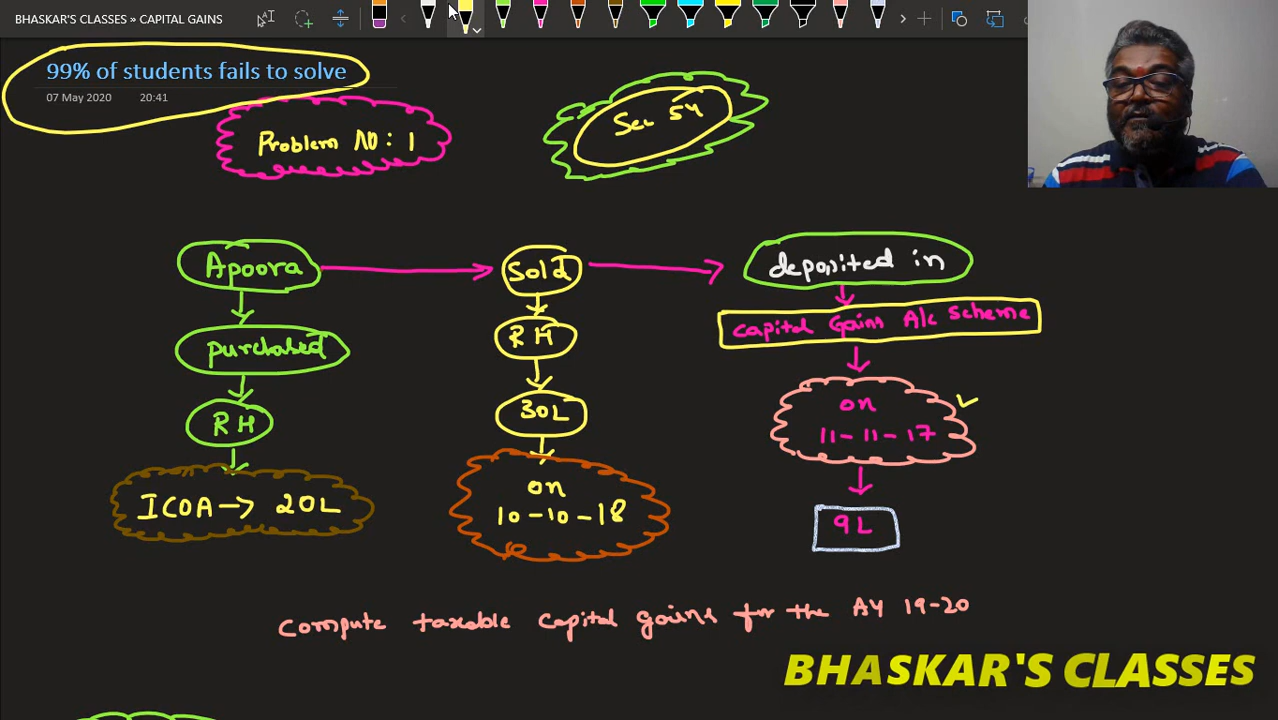 BHASKAR'S CLASSES » CAPITAL GAINS
99% of students fails to solve
07 May 2020 20:41
Problem No: 1
Sec 54
Apoora
Sold
deposited in
purchased
RH
Capital Gains A/c Scheme
RH
30L
on
11-11-17
ICOA → 20L
on
10-10-18
9L
Compute taxable capital gains for the AY 19-20
BHASKAR'S CLASSES